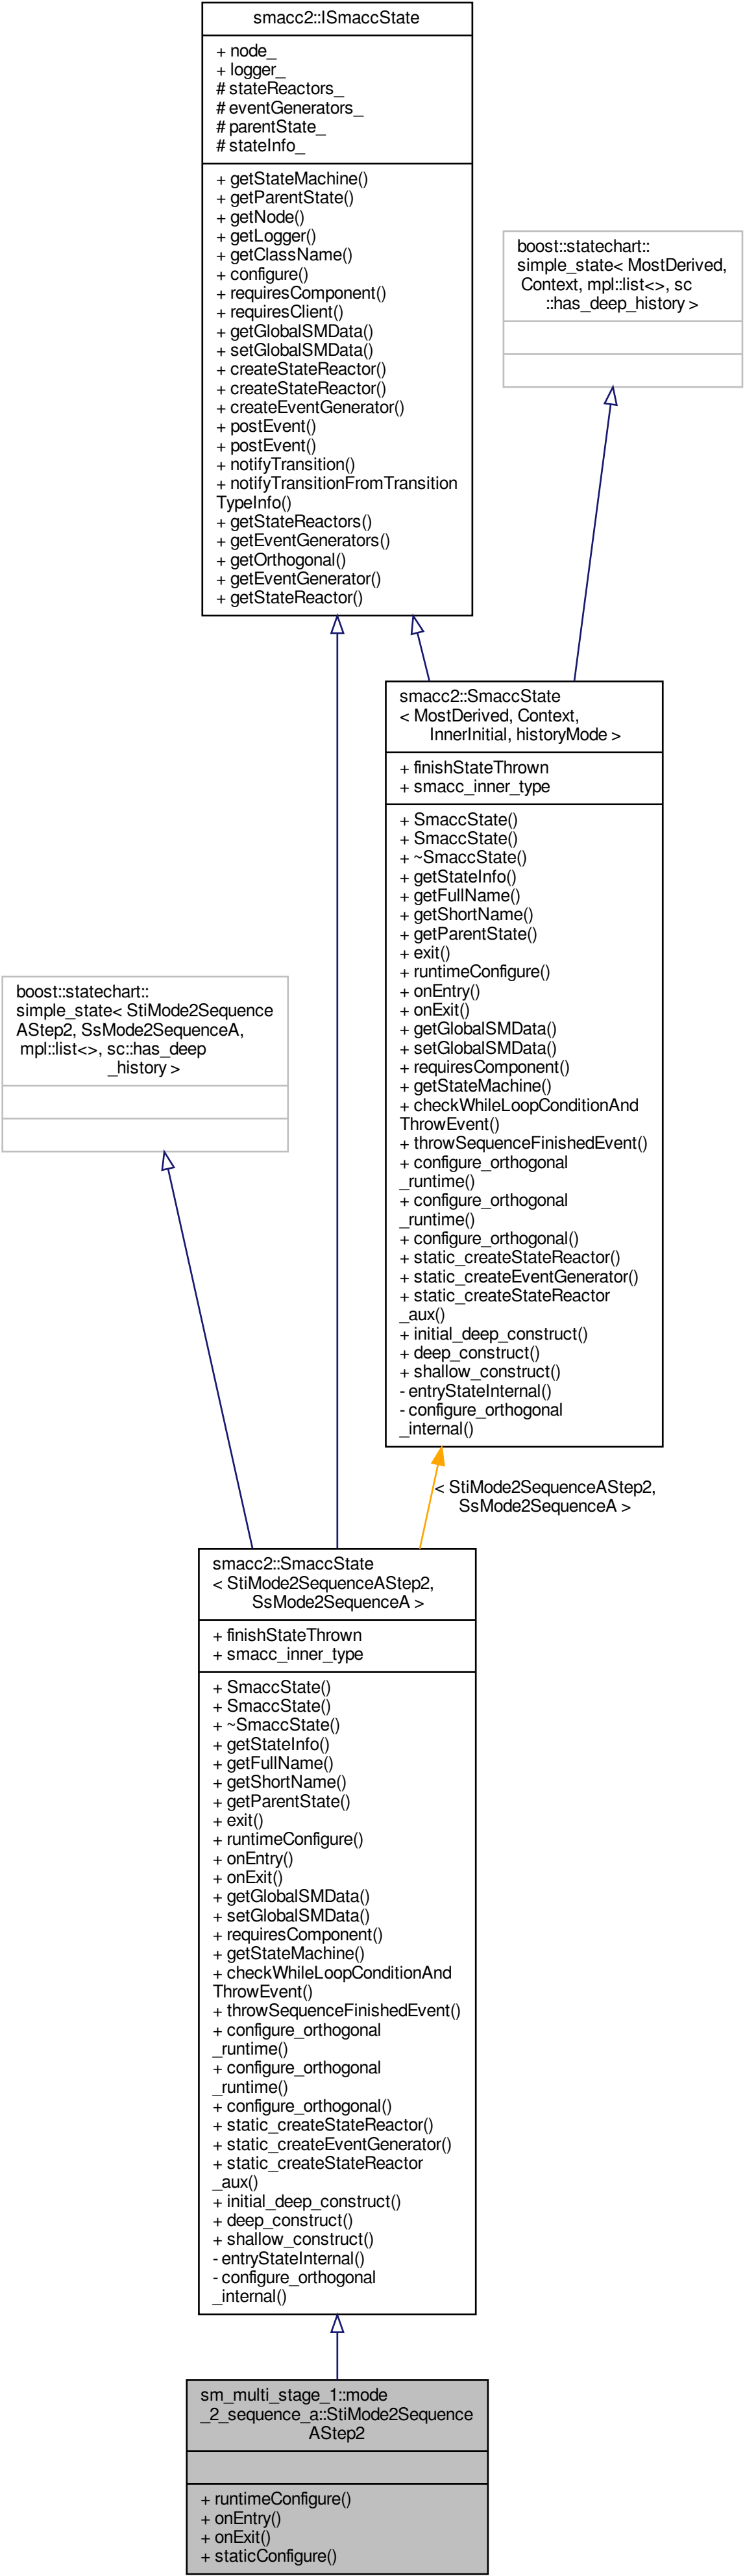 smacc2::ISmaccState
+ node_
+ logger_
# stateReactors_
# eventGenerators_
# parentState_
# stateInfo_
+ getStateMachine()
+ getParentState()
+ getNode()
+ getLogger()
+ getClassName()
+ configure()
+ requiresComponent()
+ requiresClient()
+ getGlobalSMData()
+ setGlobalSMData()
+ createStateReactor()
+ createStateReactor()
+ createEventGenerator()
+ postEvent()
+ postEvent()
+ notifyTransition()
+ notifyTransitionFromTransition
TypeInfo()
+ getStateReactors()
+ getEventGenerators()
+ getOrthogonal()
+ getEventGenerator()
+ getStateReactor()
boost::statechart::
simple_state< MostDerived,
Context, mpl::list<>, sc
::has_deep_history >
smacc2::SmaccState
< MostDerived, Context,
InnerInitial, historyMode >
+ finishStateThrown
+ smacc_inner_type
+ SmaccState()
+ SmaccState()
+ ~SmaccState()
+ getStateInfo()
+ getFullName()
+ getShortName()
+ getParentState()
+ exit()
+ runtimeConfigure()
+ onEntry()
+ onExit()
+ getGlobalSMData()
+ setGlobalSMData()
+ requiresComponent()
+ getStateMachine()
+ checkWhileLoopConditionAnd
ThrowEvent()
+ throwSequenceFinishedEvent()
+ configure_orthogonal
_runtime()
+ configure_orthogonal
_runtime()
+ configure_orthogonal()
+ static_createStateReactor()
+ static_createEventGenerator()
+ static_createStateReactor
_aux()
+ initial_deep_construct()
+ deep_construct()
+ shallow_construct()
- entryStateInternal()
- configure_orthogonal
_internal()
boost::statechart::
simple_state< StiMode2Sequence
AStep2, SsMode2SequenceA,
mpl::list<>, sc::has_deep
_history >
< StiMode2SequenceAStep2,
SsMode2SequenceA >
smacc2::SmaccState
< StiMode2SequenceAStep2,
SsMode2SequenceA >
+ finishStateThrown
+ smacc_inner_type
+ SmaccState()
+ SmaccState()
+ ~SmaccState()
+ getStateInfo()
+ getFullName()
+ getShortName()
+ getParentState()
+ exit()
+ runtimeConfigure()
+ onEntry()
+ onExit()
+ getGlobalSMData()
+ setGlobalSMData()
+ requiresComponent()
+ getStateMachine()
+ checkWhileLoopConditionAnd
ThrowEvent()
+ throwSequenceFinishedEvent()
+ configure_orthogonal
_runtime()
+ configure_orthogonal
_runtime()
+ configure_orthogonal()
+ static_createStateReactor()
+ static_createEventGenerator()
+ static_createStateReactor
_aux()
+ initial_deep_construct()
+ deep_construct()
+ shallow_construct()
- entryStateInternal()
- configure_orthogonal
_internal()
sm_multi_stage_1::mode
_2_sequence_a::StiMode2Sequence
AStep2
+ runtimeConfigure()
+ onEntry()
+ onExit()
+ staticConfigure()